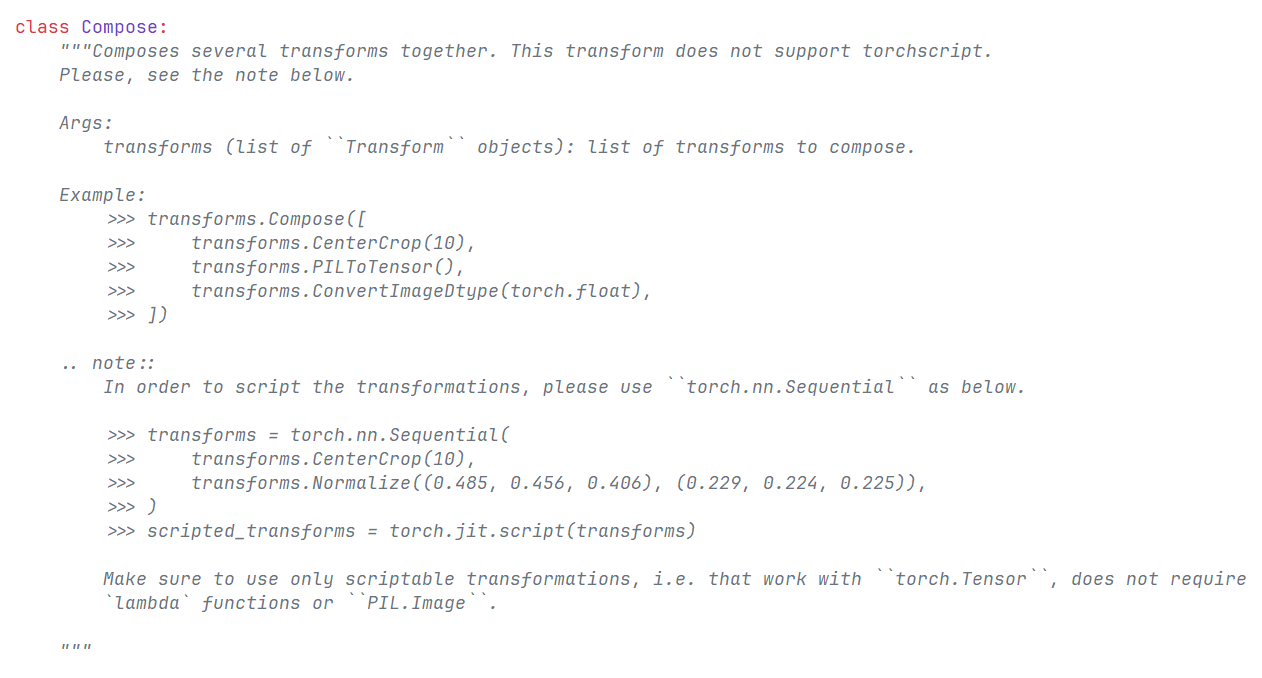 class Compose:
    """Composes several transforms together. This transform does not support torchscript.
    Please, see the note below.

    Args:
        transforms (list of ``Transform`` objects): list of transforms to compose.

    Example:
        >>> transforms.Compose([
        >>>     transforms.CenterCrop(10),
        >>>     transforms.PILToTensor(),
        >>>     transforms.ConvertImageDtype(torch.float),
        >>> ])

    .. note::
        In order to script the transformations, please use ``torch.nn.Sequential`` as below.

        >>> transforms = torch.nn.Sequential(
        >>>     transforms.CenterCrop(10),
        >>>     transforms.Normalize((0.485, 0.456, 0.406), (0.229, 0.224, 0.225)),
        >>> )
        >>> scripted_transforms = torch.jit.script(transforms)

        Make sure to use only scriptable transformations, i.e. that work with ``torch.Tensor``, does not require
        `lambda` functions or ``PIL.Image``.

    """